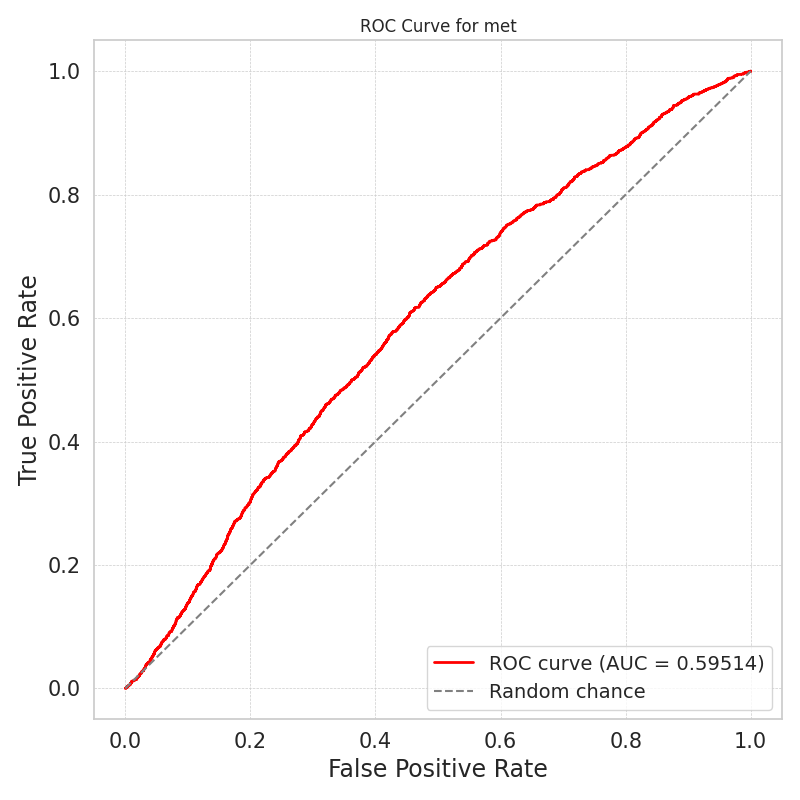 ROC Curve for met
1.0
0.8
0.6
0.4
0.2
0.0
True Positive Rate
0.0 0.2 0.4 0.6 0.8 1.0
False Positive Rate
ROC curve (AUC = 0.59514)
Random chance